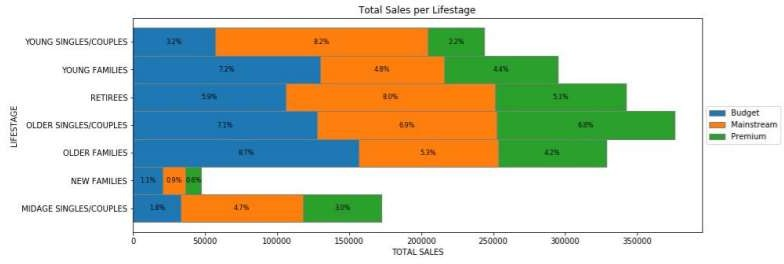 Total Sales per Lifestage
YOUNG SINGLES/COUPLES
3.2%
8.2%
2.2%
YOUNG FAMILIES
7.2%
4.8%
4.4%
RETIREES
5.9%
8.0%
5.1%
OLDER SINGLES/COUPLES
7.1%
6.9%
6.8%
OLDER FAMILIES
8.7%
5.3%
4.2%
NEW FAMILIES
1.1%
0.9%
0.6%
MIDAGE SINGLES/COUPLES
1.8%
4.7%
3.0%
LIFESTAGE
Budget
Mainstream
Premium
0
50000
100000
150000
200000
250000
300000
350000
TOTAL SALES